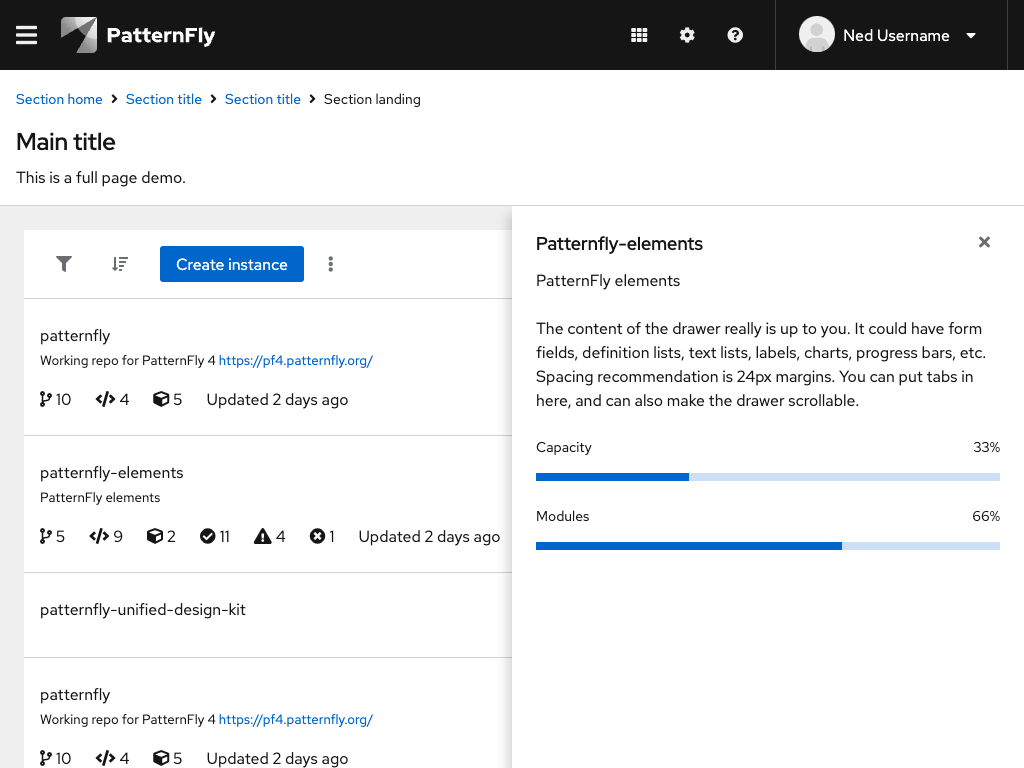 PatternFly
Ned Username
Section home Section title Section title Section landing
Main title
This is a full page demo.
Create instance
patternfly
Working repo for PatternFly 4 https://pf4.patternfly.org/
10 4 5 Updated 2 days ago
patternfly-elements
PatternFly elements
5 9 2 11 4 1 Updated 2 days ago
patternfly-unified-design-kit
patternfly
Working repo for PatternFly 4 https://pf4.patternfly.org/
10 4 5 Updated 2 days ago
Patternfly-elements
PatternFly elements
The content of the drawer really is up to you. It could have form
fields, definition lists, text lists, labels, charts, progress bars, etc.
Spacing recommendation is 24px margins. You can put tabs in
here, and can also make the drawer scrollable.
Capacity 33%
Modules 66%